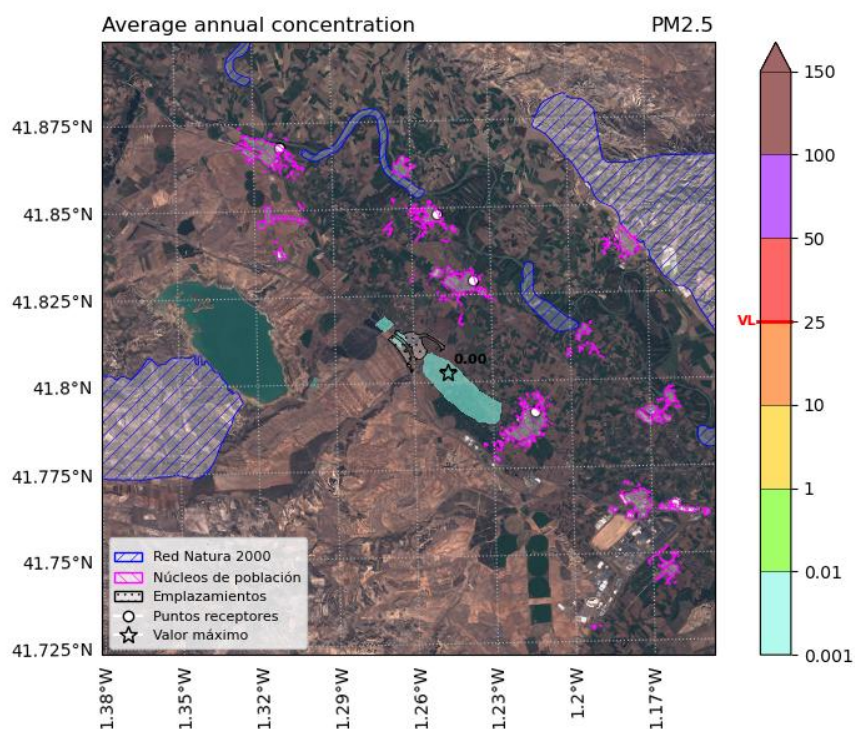 Average annual concentration PM2.5
41.875°N
41.85°N
41.825°N
41.8°N
41.775°N
41.75°N
41.725°N
0.00
Red Natura 2000
Núcleos de población
Emplazamientos
Puntos receptores
Valor máximo
1.38°W
1.35°W
1.32°W
1.29°W
1.26°W
1.23°W
1.2°W
1.17°W
150
100
50
VL 25
10
1
0.01
0.001